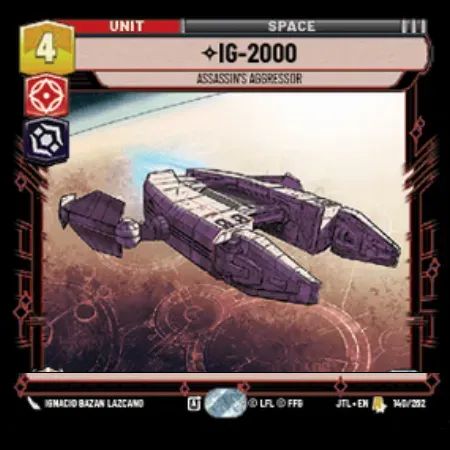 UNIT SPACE
4
IG-2000
ASSASSIN'S AGGRESSOR
IGNACIO BAZAN LAZCANO © LFL © FFG JTL • EN 140/262